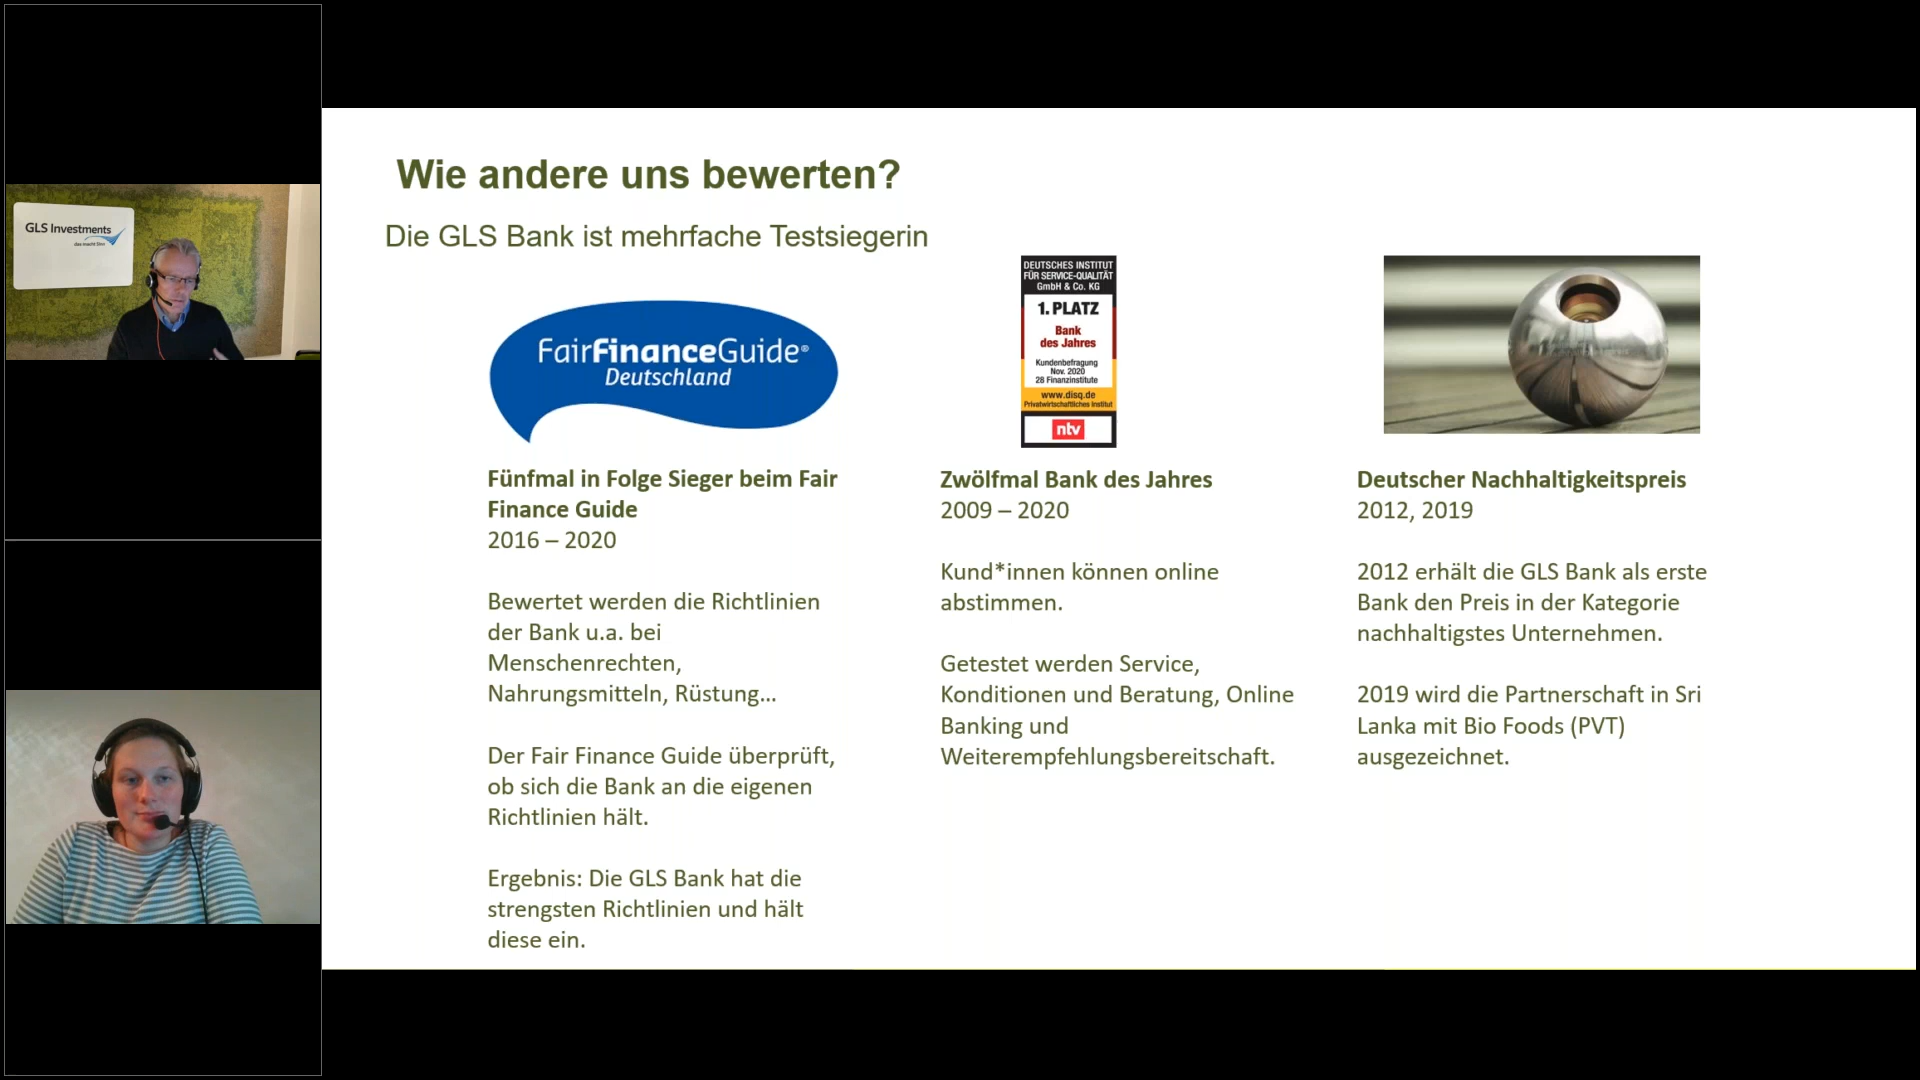 GLS Investments
das macht Sinn
Wie andere uns bewerten?
Die GLS Bank ist mehrfache Testsiegerin
FairFinanceGuide®
Deutschland
Fünfmal in Folge Sieger beim Fair
Finance Guide
2016 – 2020
Bewertet werden die Richtlinien
der Bank u.a. bei
Menschenrechten,
Nahrungsmitteln, Rüstung...
Der Fair Finance Guide überprüft,
ob sich die Bank an die eigenen
Richtlinien hält.
Ergebnis: Die GLS Bank hat die
strengsten Richtlinien und hält
diese ein.
DEUTSCHES INSTITUT
FÜR SERVICE-QUALITÄT
GmbH & Co. KG
1. PLATZ
Bank
des Jahres
Kundenbefragung
Nov. 2020
28 Finanzinstitute
www.disq.de
Privatwirtschaftliches Institut
ntv
Zwölfmal Bank des Jahres
2009 – 2020
Kund*innen können online
abstimmen.
Getestet werden Service,
Konditionen und Beratung, Online
Banking und
Weiterempfehlungsbereitschaft.
Deutscher Nachhaltigkeitspreis
2012, 2019
2012 erhält die GLS Bank als erste
Bank den Preis in der Kategorie
nachhaltigstes Unternehmen.
2019 wird die Partnerschaft in Sri
Lanka mit Bio Foods (PVT)
ausgezeichnet.